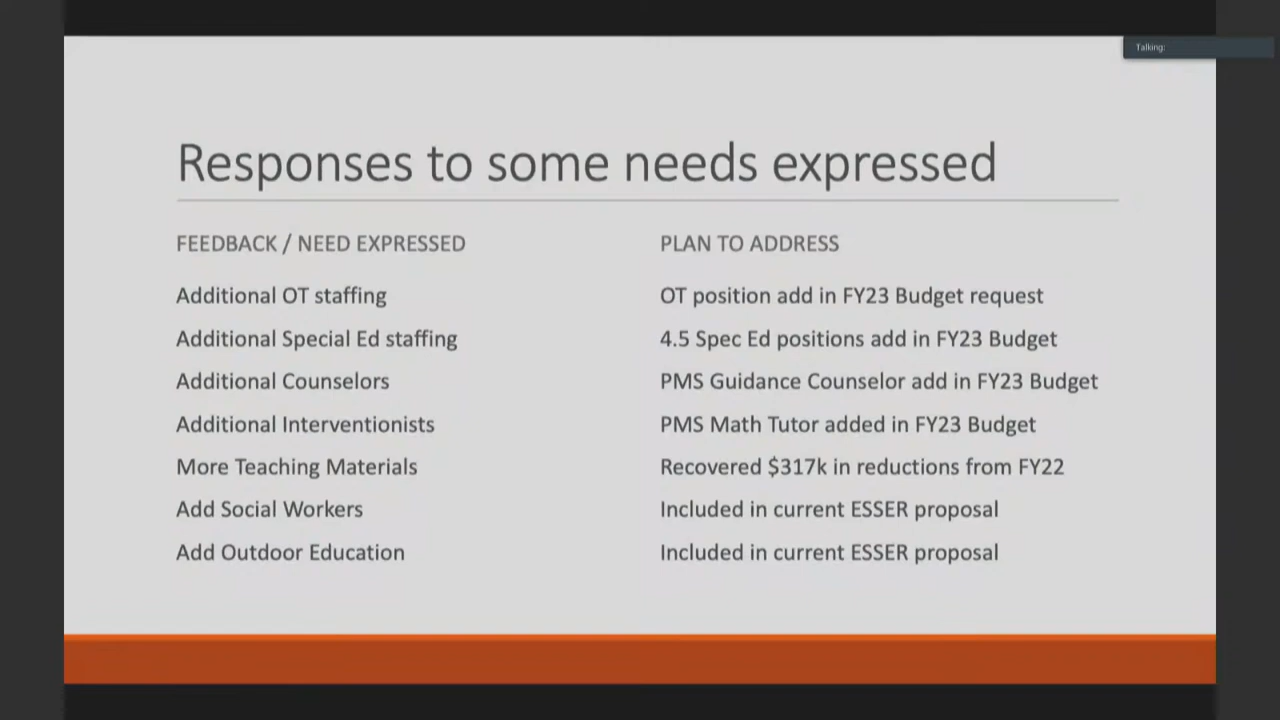 Talking:
Responses to some needs expressed
FEEDBACK / NEED EXPRESSED
PLAN TO ADDRESS
Additional OT staffing
OT position add in FY23 Budget request
Additional Special Ed staffing
4.5 Spec Ed positions add in FY23 Budget
Additional Counselors
PMS Guidance Counselor add in FY23 Budget
Additional Interventionists
PMS Math Tutor added in FY23 Budget
More Teaching Materials
Recovered $317k in reductions from FY22
Add Social Workers
Included in current ESSER proposal
Add Outdoor Education
Included in current ESSER proposal